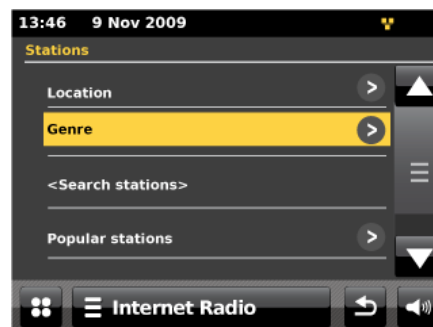 13:46 9 Nov 2009
Stations
Location
Genre
<Search stations>
Popular stations
Internet Radio